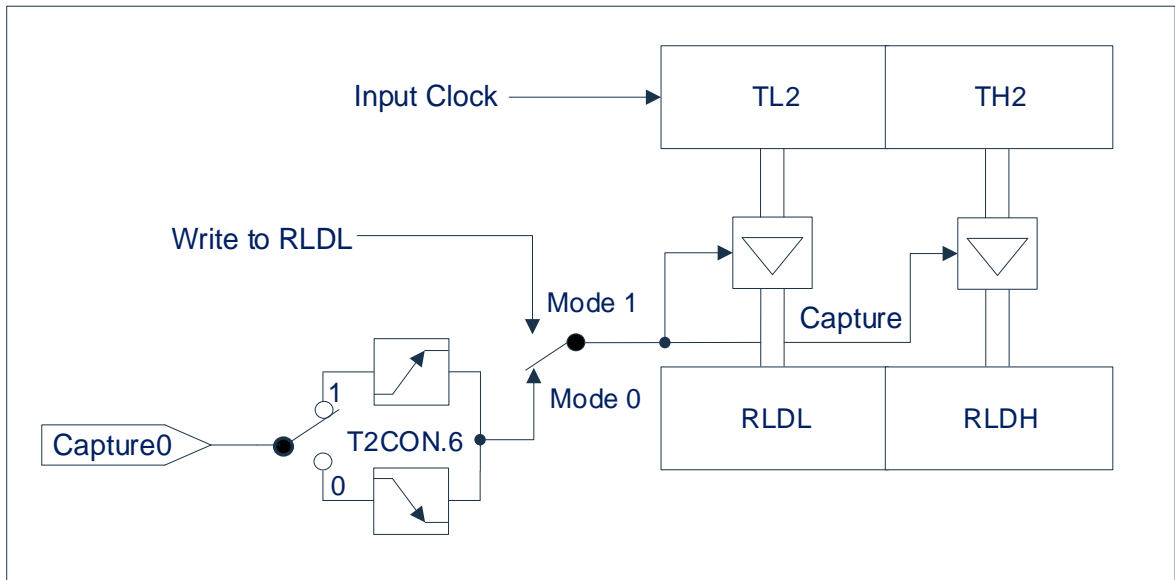 TL2
TH2
Input Clock
Write to RLDL
Mode 1
Capture
1
Mode 0
T2CON.6
RLDL
RLDH
Capture0
0